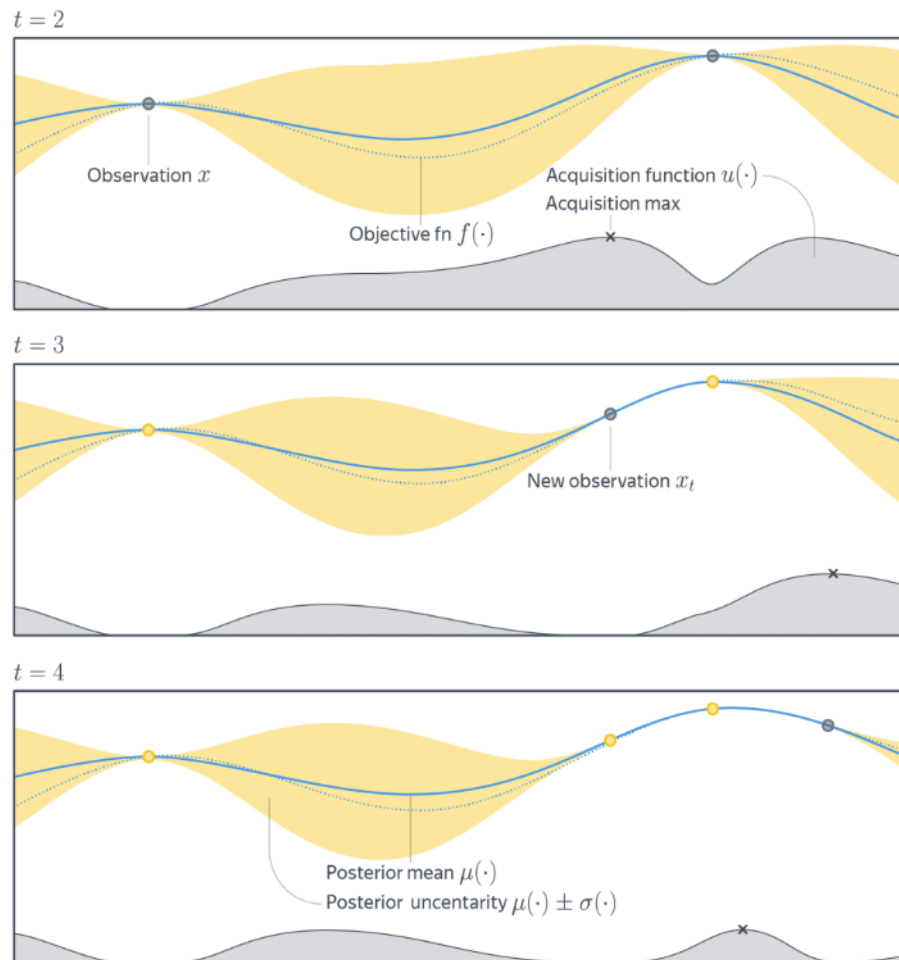 t = 2
Observation x
Acquisition function u(·)
Acquisition max
Objective fn f(·)
t = 3
New observation xₜ
t = 4
Posterior mean μ(·)
Posterior uncentarity μ(·) ± σ(·)